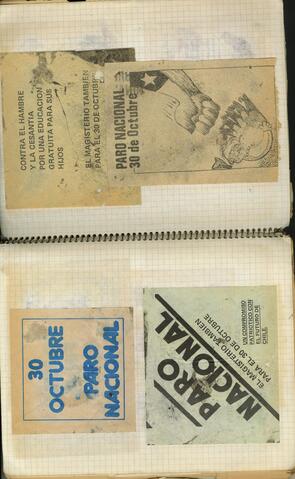 CONTRA EL HAMBRE
Y LA CESANTIA
POR UNA EDUCACION
GRATUITA PARA SUS
HIJOS
EL MAGISTERIO TAMBIEN
PARA EL 30 DE OCTUBRE
PARO NACIONAL
30 de Octubre
30
OCTUBRE
PARO
NACIONAL
PARO
NACIONAL
EL MAGISTERIO TAMBIEN
PARA EL 30 DE OCTUBRE
UN COMPROMISO
PATRIOTICO CON
EL FUTURO DE
CHILE